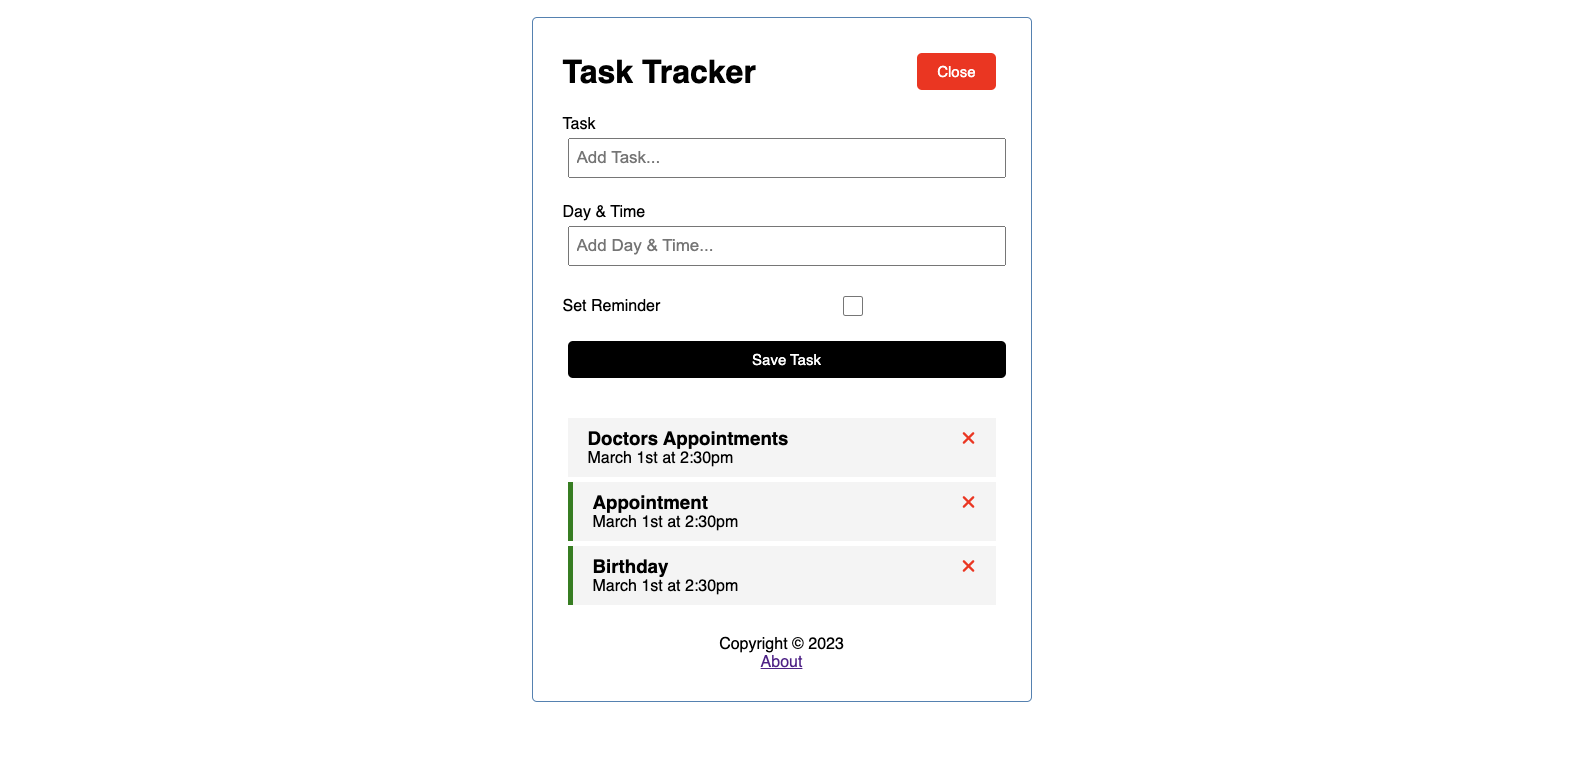 Task Tracker
Close
Task
Add Task...
Day & Time
Add Day & Time...
Set Reminder
Save Task
Doctors Appointments
March 1st at 2:30pm
Appointment
March 1st at 2:30pm
Birthday
March 1st at 2:30pm
Copyright © 2023
About